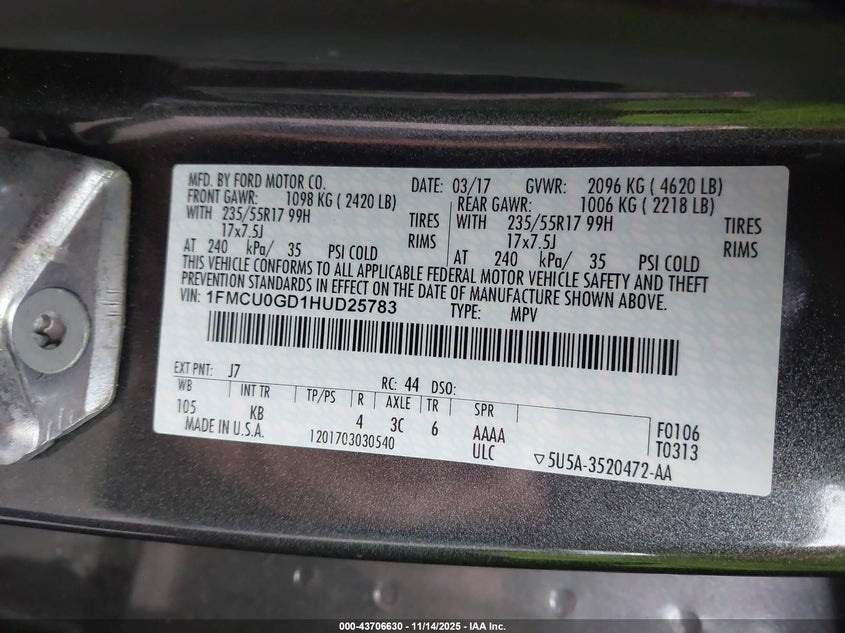 MFD. BY FORD MOTOR CO. DATE: 03/17 GVWR: 2096 KG ( 4620 LB)
FRONT GAWR: 1098 KG ( 2420 LB) REAR GAWR: 1006 KG ( 2218 LB)
WITH 235/55R17 99H TIRES WITH 235/55R17 99H TIRES
17x7.5J RIMS 17x7.5J RIMS
AT 240 kPa/ 35 PSI COLD AT 240 kPa/ 35 PSI COLD
THIS VEHICLE CONFORMS TO ALL APPLICABLE FEDERAL MOTOR VEHICLE SAFETY AND THEFT
PREVENTION STANDARDS IN EFFECT ON THE DATE OF MANUFACTURE SHOWN ABOVE.
VIN: 1FMCU0GD1HUD25783 TYPE: MPV
EXT PNT: J7 RC: 44 DSO:
WB INT TR TP/PS R AXLE TR SPR
105 KB 4 3C 6 AAAA F0106
MADE IN U.S.A. 1201703030540 ULC T0313
▽5U5A-3520472-AA
000-43706630 - 11/14/2025 - IAA Inc.